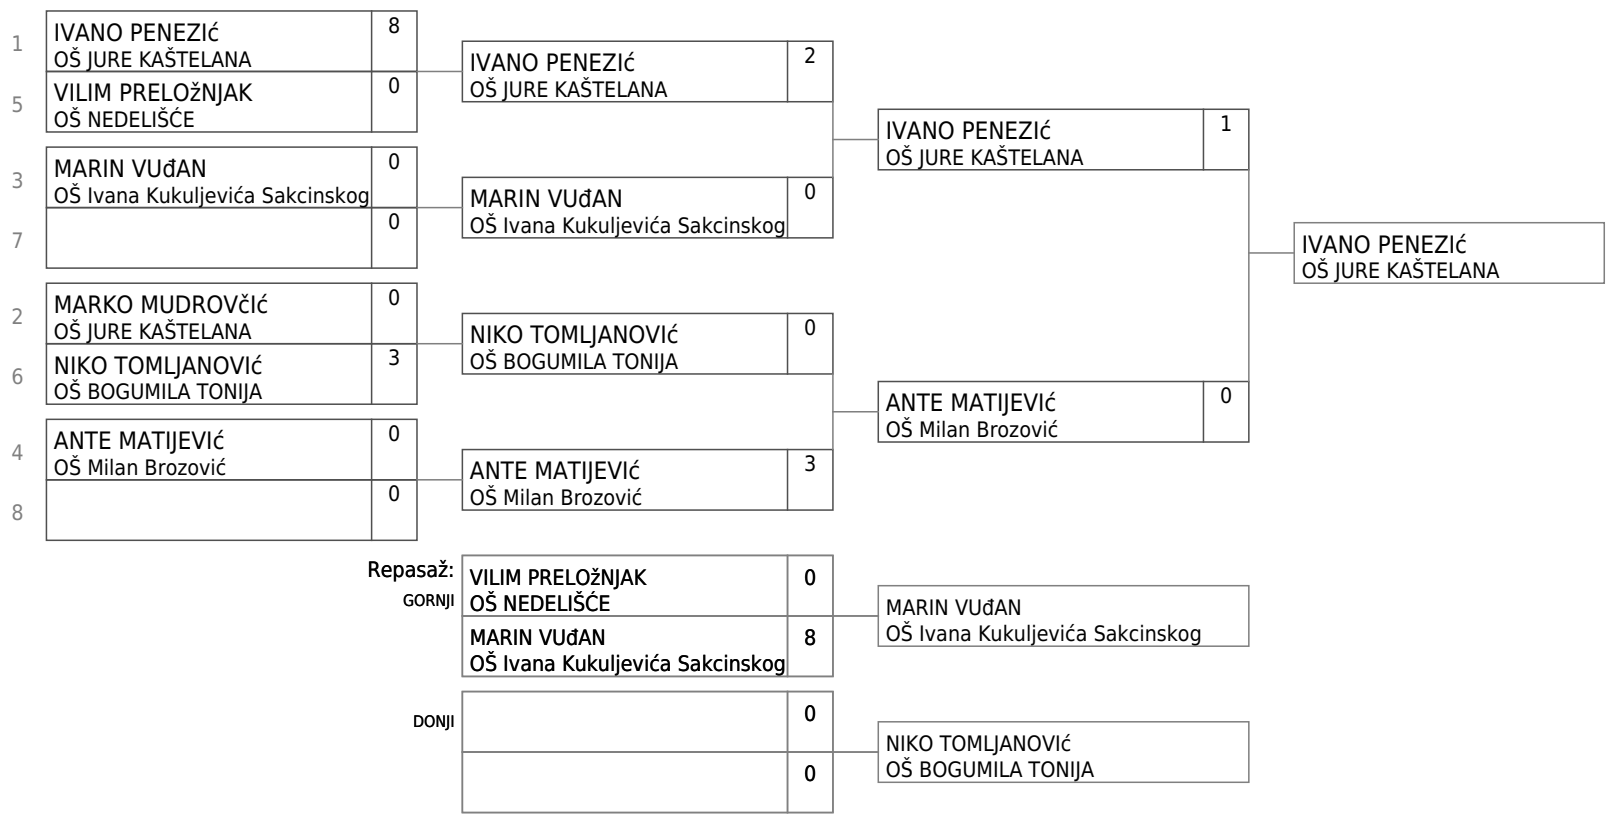 1
IVANO PENEZIć
8
OŠ JURE KAŠTELANA
5
VILIM PRELOžNJAK
0
OŠ NEDELIŠĆE
3
MARIN VUđAN
0
OŠ Ivana Kukuljevića Sakcinskog
7
0
2
MARKO MUDROVčIć
0
OŠ JURE KAŠTELANA
6
NIKO TOMLJANOVIć
3
OŠ BOGUMILA TONIJA
4
ANTE MATIJEVIć
0
OŠ Milan Brozović
8
0
IVANO PENEZIć
2
OŠ JURE KAŠTELANA
MARIN VUđAN
0
OŠ Ivana Kukuljevića Sakcinskog
NIKO TOMLJANOVIć
0
OŠ BOGUMILA TONIJA
ANTE MATIJEVIć
3
OŠ Milan Brozović
IVANO PENEZIć
1
OŠ JURE KAŠTELANA
ANTE MATIJEVIć
0
OŠ Milan Brozović
IVANO PENEZIć
OŠ JURE KAŠTELANA
Repasaž:
GORNJI
VILIM PRELOžNJAK
0
OŠ NEDELIŠĆE
MARIN VUđAN
8
OŠ Ivana Kukuljevića Sakcinskog
MARIN VUđAN
OŠ Ivana Kukuljevića Sakcinskog
DONJI
0
0
NIKO TOMLJANOVIć
OŠ BOGUMILA TONIJA